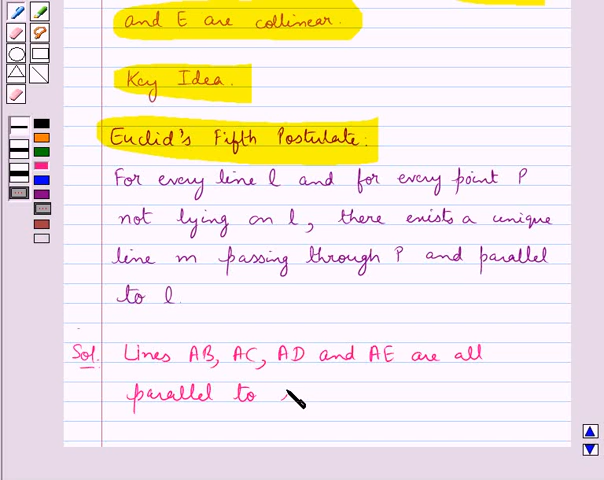 and E are collinear.
Key Idea.
Euclid's Fifth Postulate:
For every line l and for every point P
not lying on l, there exists a unique
line m passing through P and parallel
to l.
Sol. Lines AB, AC, AD and AE are all
parallel to